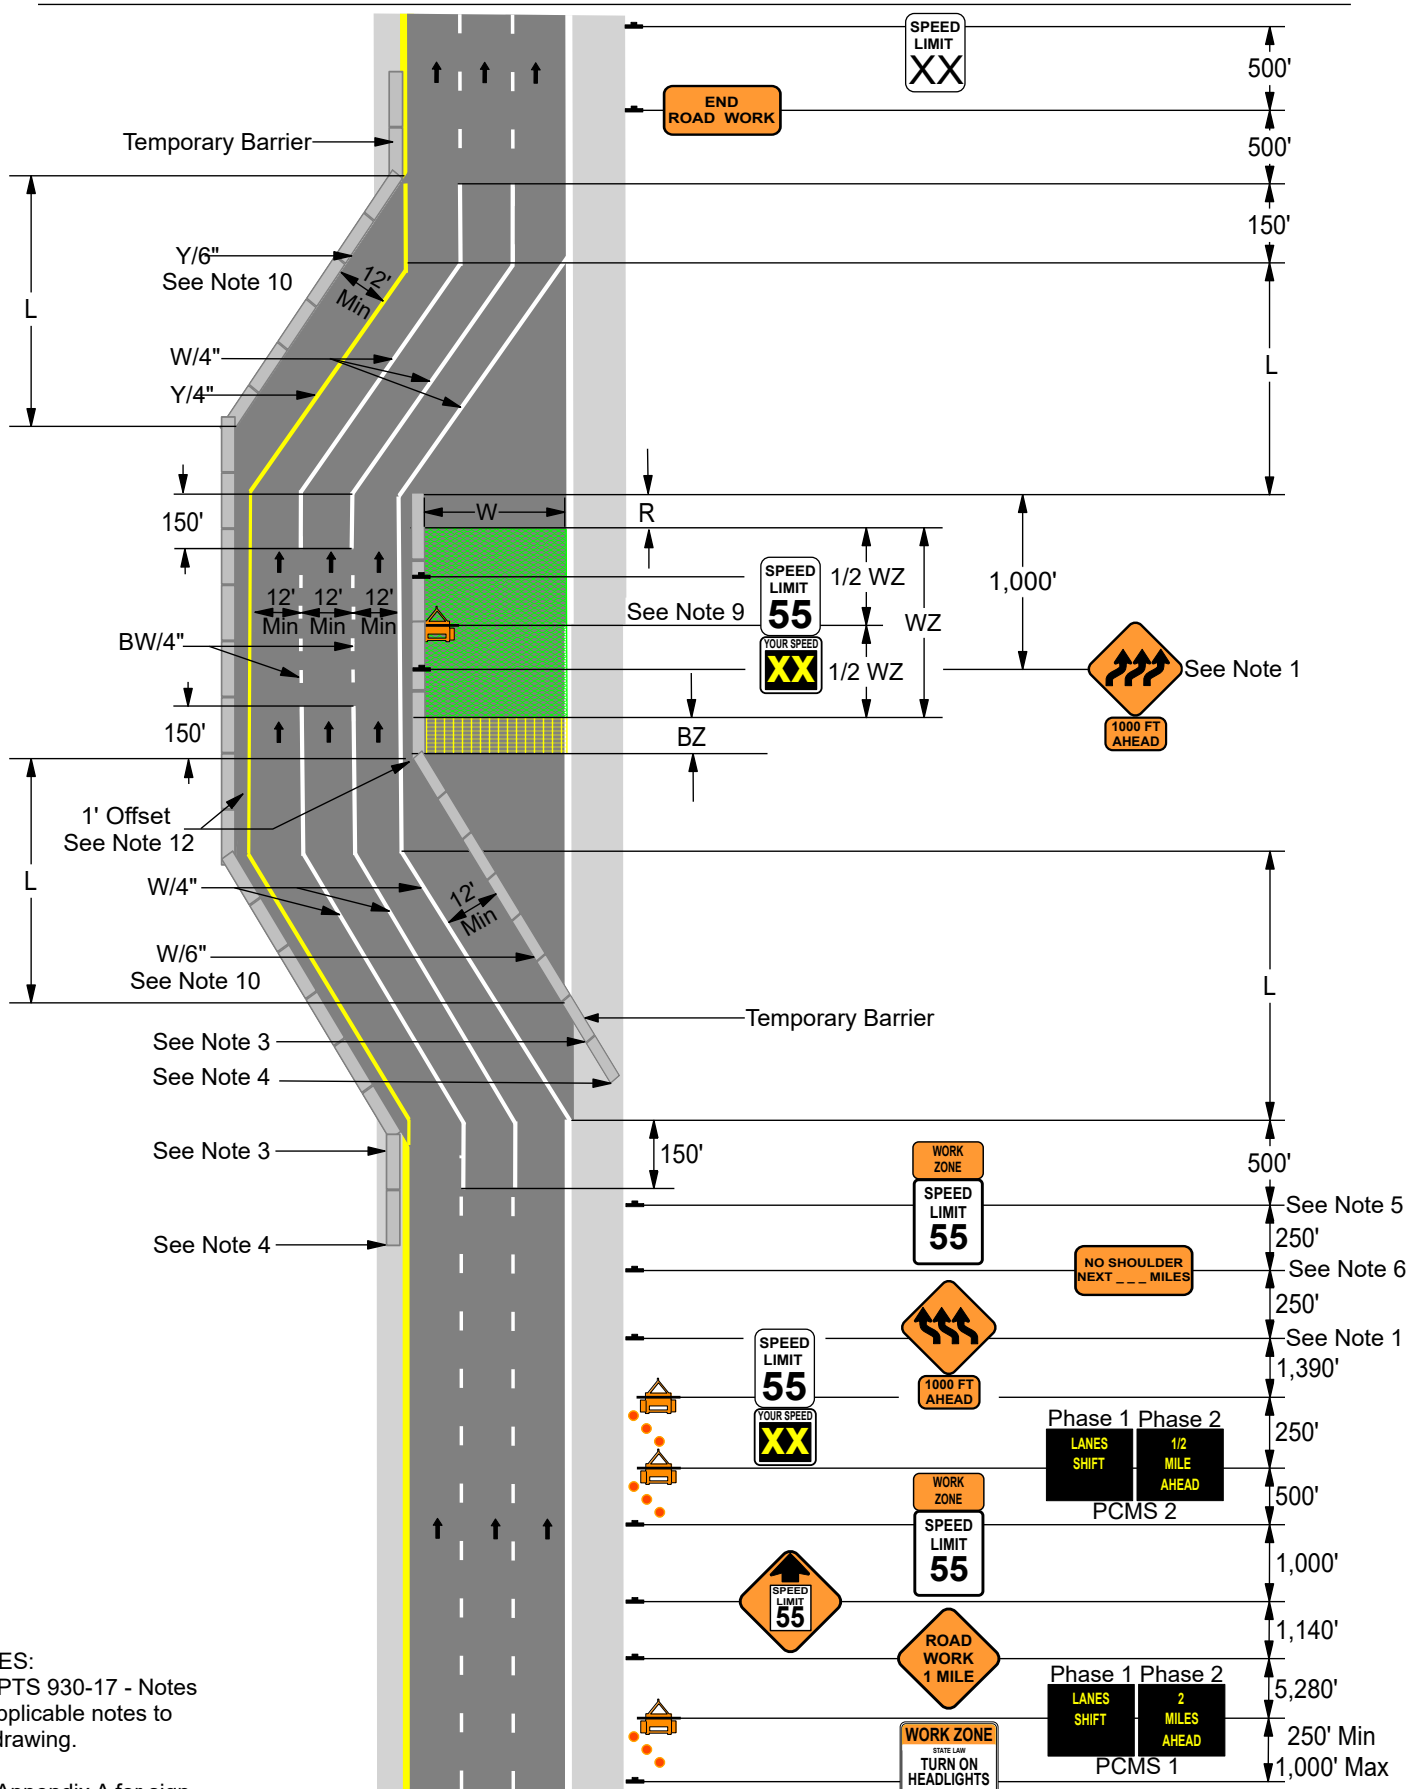 SPEED
LIMIT
XX
500'
END
ROAD WORK
Temporary Barrier
500'
150'
Y/6"
See Note 10
12'
Min
L
W/4"
L
Y/4"
W
R
150'
1/2 WZ
SPEED
LIMIT
55
1,000'
12'
Min
12'
Min
12'
Min
See Note 9
WZ
BW/4"
YOUR SPEED
XX
1/2 WZ
See Note 1
1000 FT
AHEAD
150'
BZ
1' Offset
See Note 12
L
W/4"
12'
Min
W/6"
See Note 10
L
Temporary Barrier
See Note 3
See Note 4
See Note 3
150'
WORK
ZONE
SPEED
LIMIT
55
500'
See Note 5
See Note 4
250'
NO SHOULDER
NEXT _ _ _ MILES
See Note 6
250'
See Note 1
SPEED
LIMIT
55
1,390'
1000 FT
AHEAD
YOUR SPEED
XX
250'
Phase 1 Phase 2
LANES
SHIFT
1/2
MILE
AHEAD
PCMS 2
WORK
ZONE
500'
SPEED
LIMIT
55
1,000'
SPEED
LIMIT
55
1,140'
ROAD
WORK
1 MILE
5,280'
Phase 1 Phase 2
LANES
SHIFT
2
MILES
AHEAD
PCMS 1
250' Min
1,000' Max
WORK ZONE
STATE LAW
TURN ON
HEADLIGHTS
ES:
PTS 930-17 - Notes
pplicable notes to
drawing.
Appendix A for sign